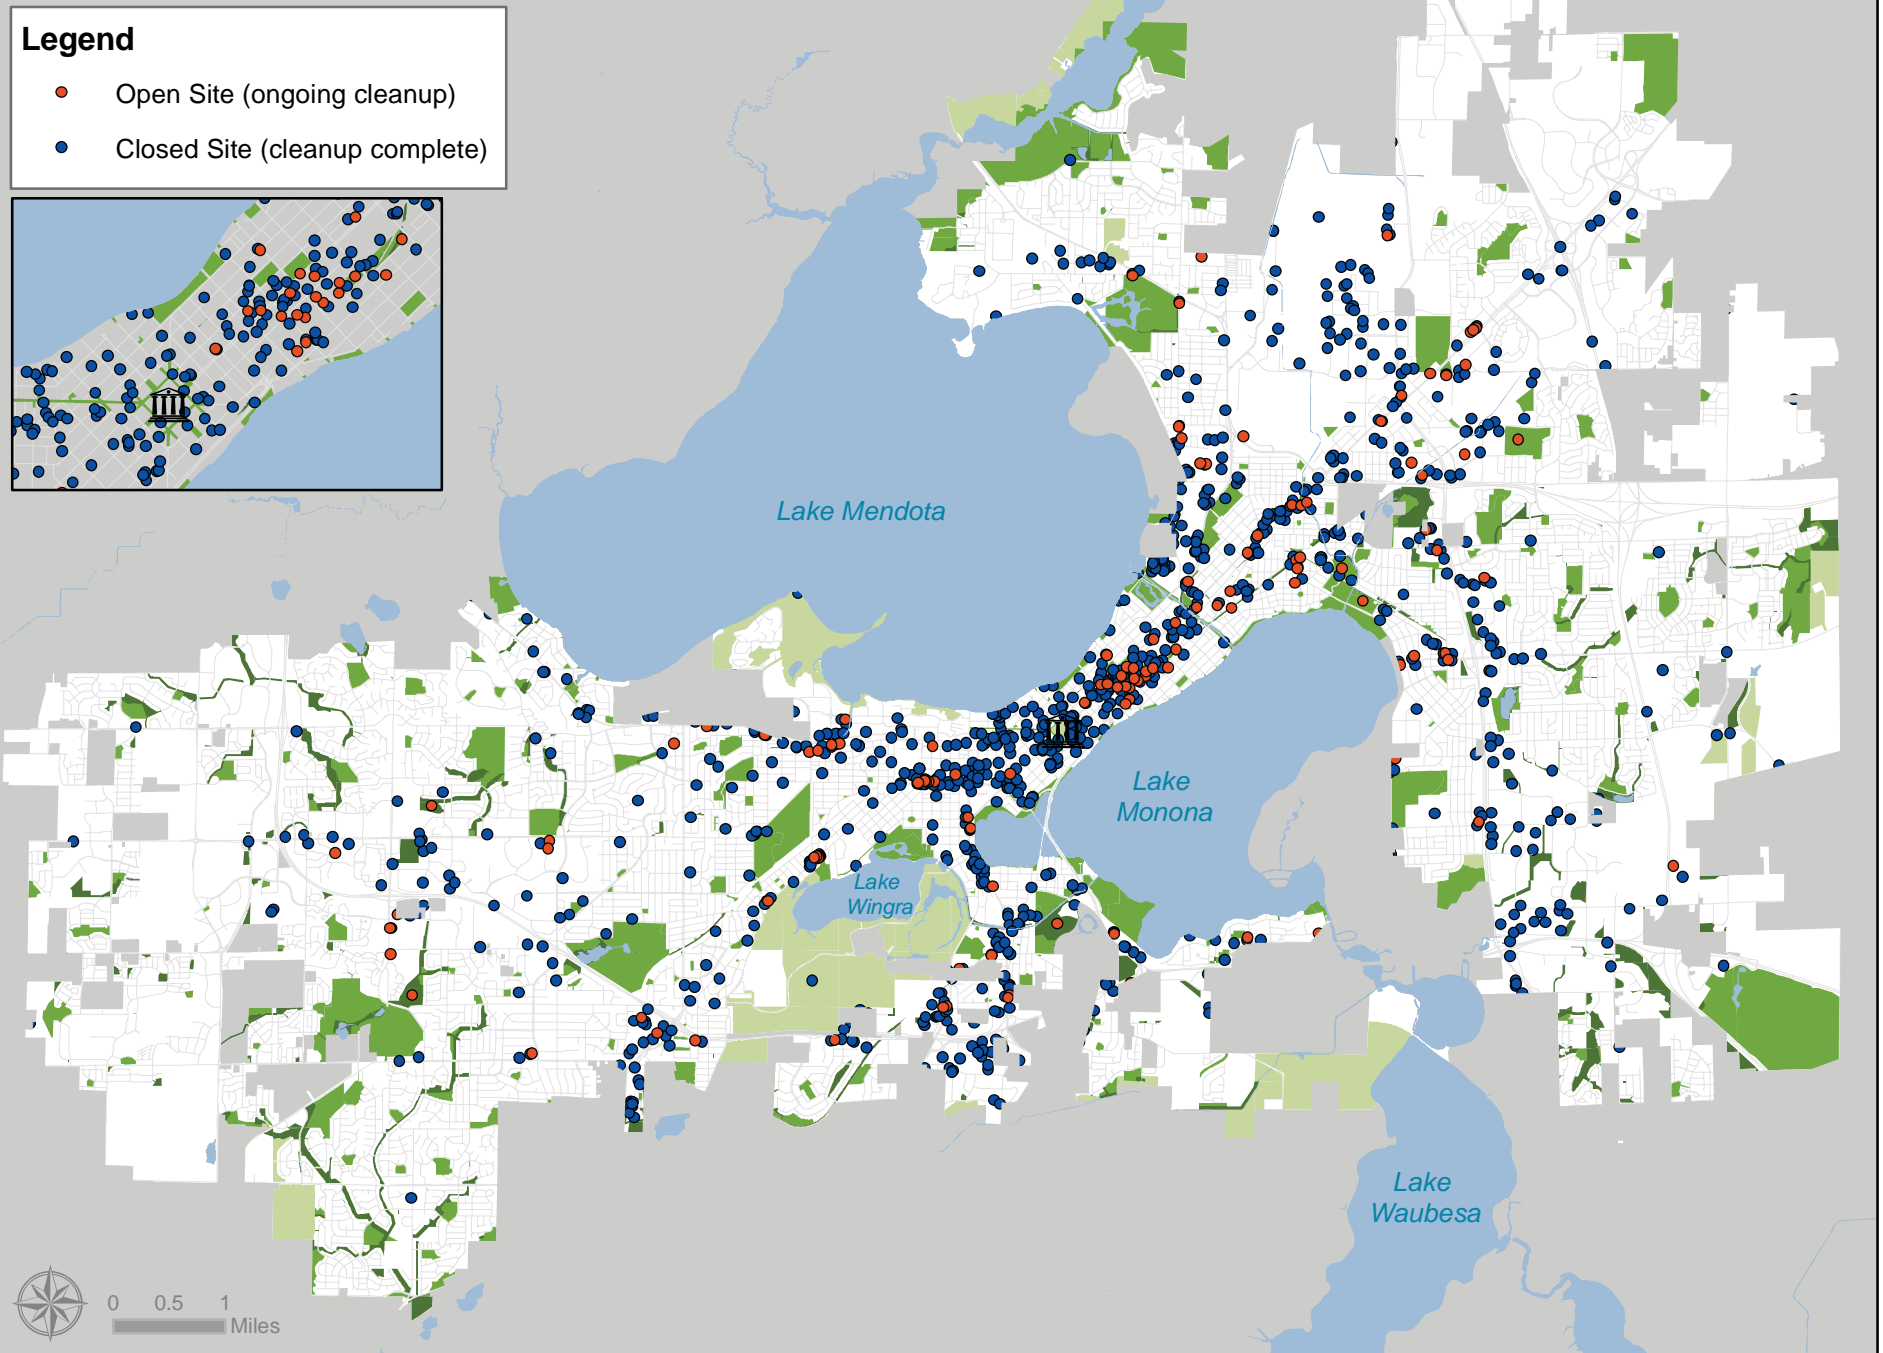 Legend
Open Site (ongoing cleanup)
Closed Site (cleanup complete)
Lake Mendota
Lake
Monona
Lake
Wingra
Lake
Waubesa
0 0.5 1
Miles